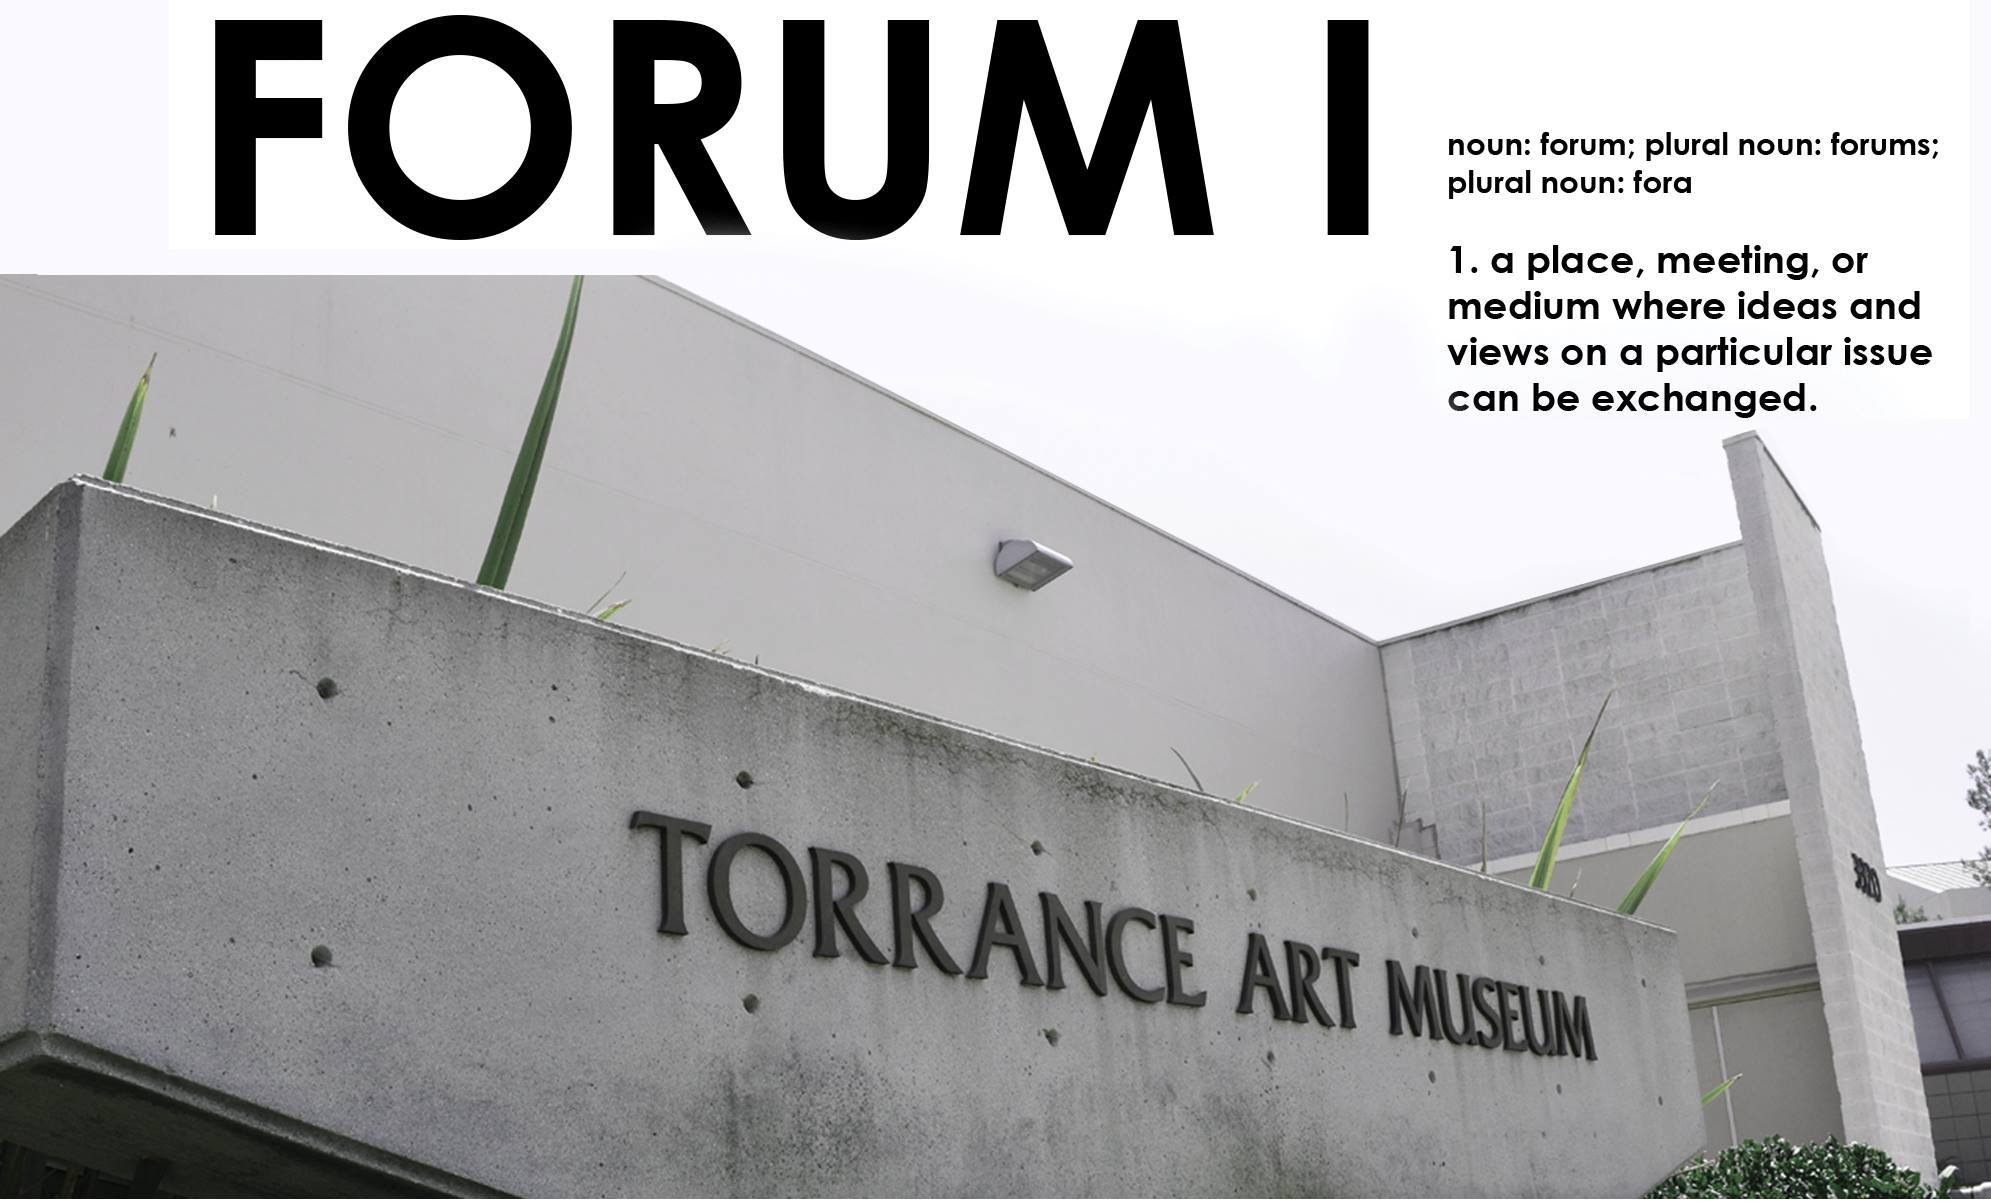 FORUM I
noun: forum; plural noun: forums;
plural noun: fora
1. a place, meeting, or
medium where ideas and
views on a particular issue
can be exchanged.
TORRANCE ART MUSEUM